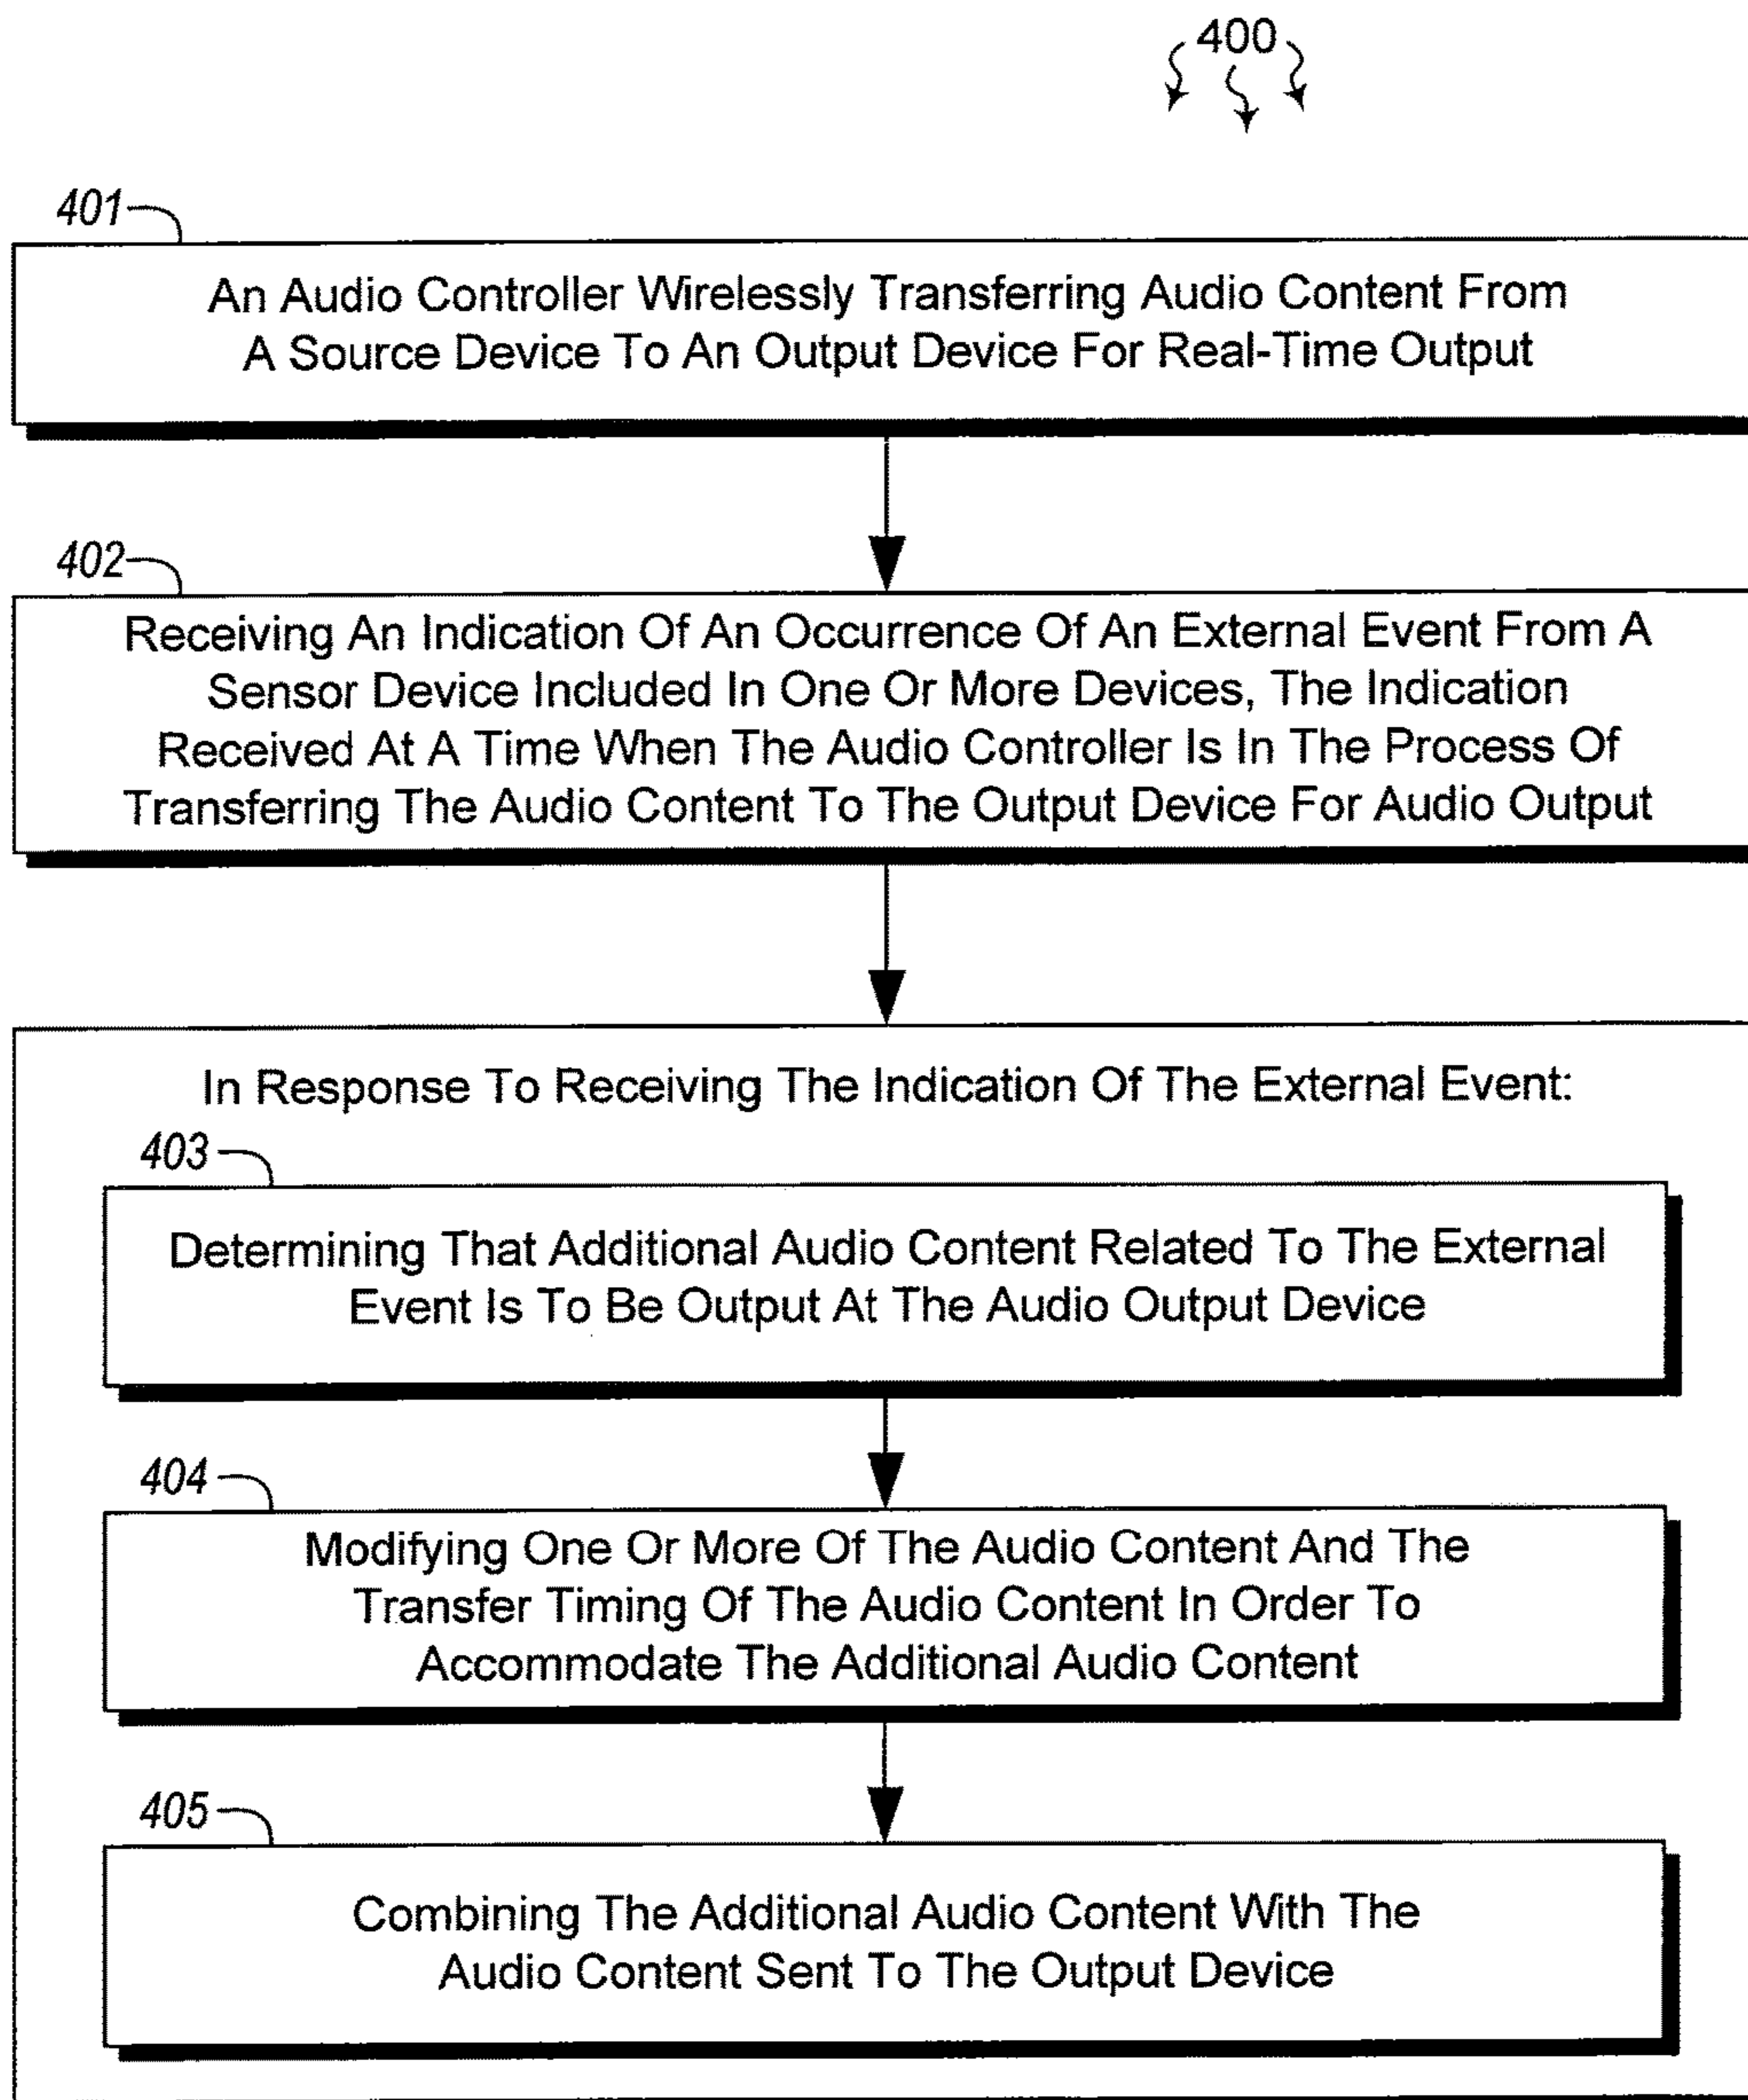 400
401
An Audio Controller Wirelessly Transferring Audio Content From
A Source Device To An Output Device For Real-Time Output
402
Receiving An Indication Of An Occurrence Of An External Event From A
Sensor Device Included In One Or More Devices, The Indication
Received At A Time When The Audio Controller Is In The Process Of
Transferring The Audio Content To The Output Device For Audio Output
In Response To Receiving The Indication Of The External Event:
403
Determining That Additional Audio Content Related To The External
Event Is To Be Output At The Audio Output Device
404
Modifying One Or More Of The Audio Content And The
Transfer Timing Of The Audio Content In Order To
Accommodate The Additional Audio Content
405
Combining The Additional Audio Content With The
Audio Content Sent To The Output Device